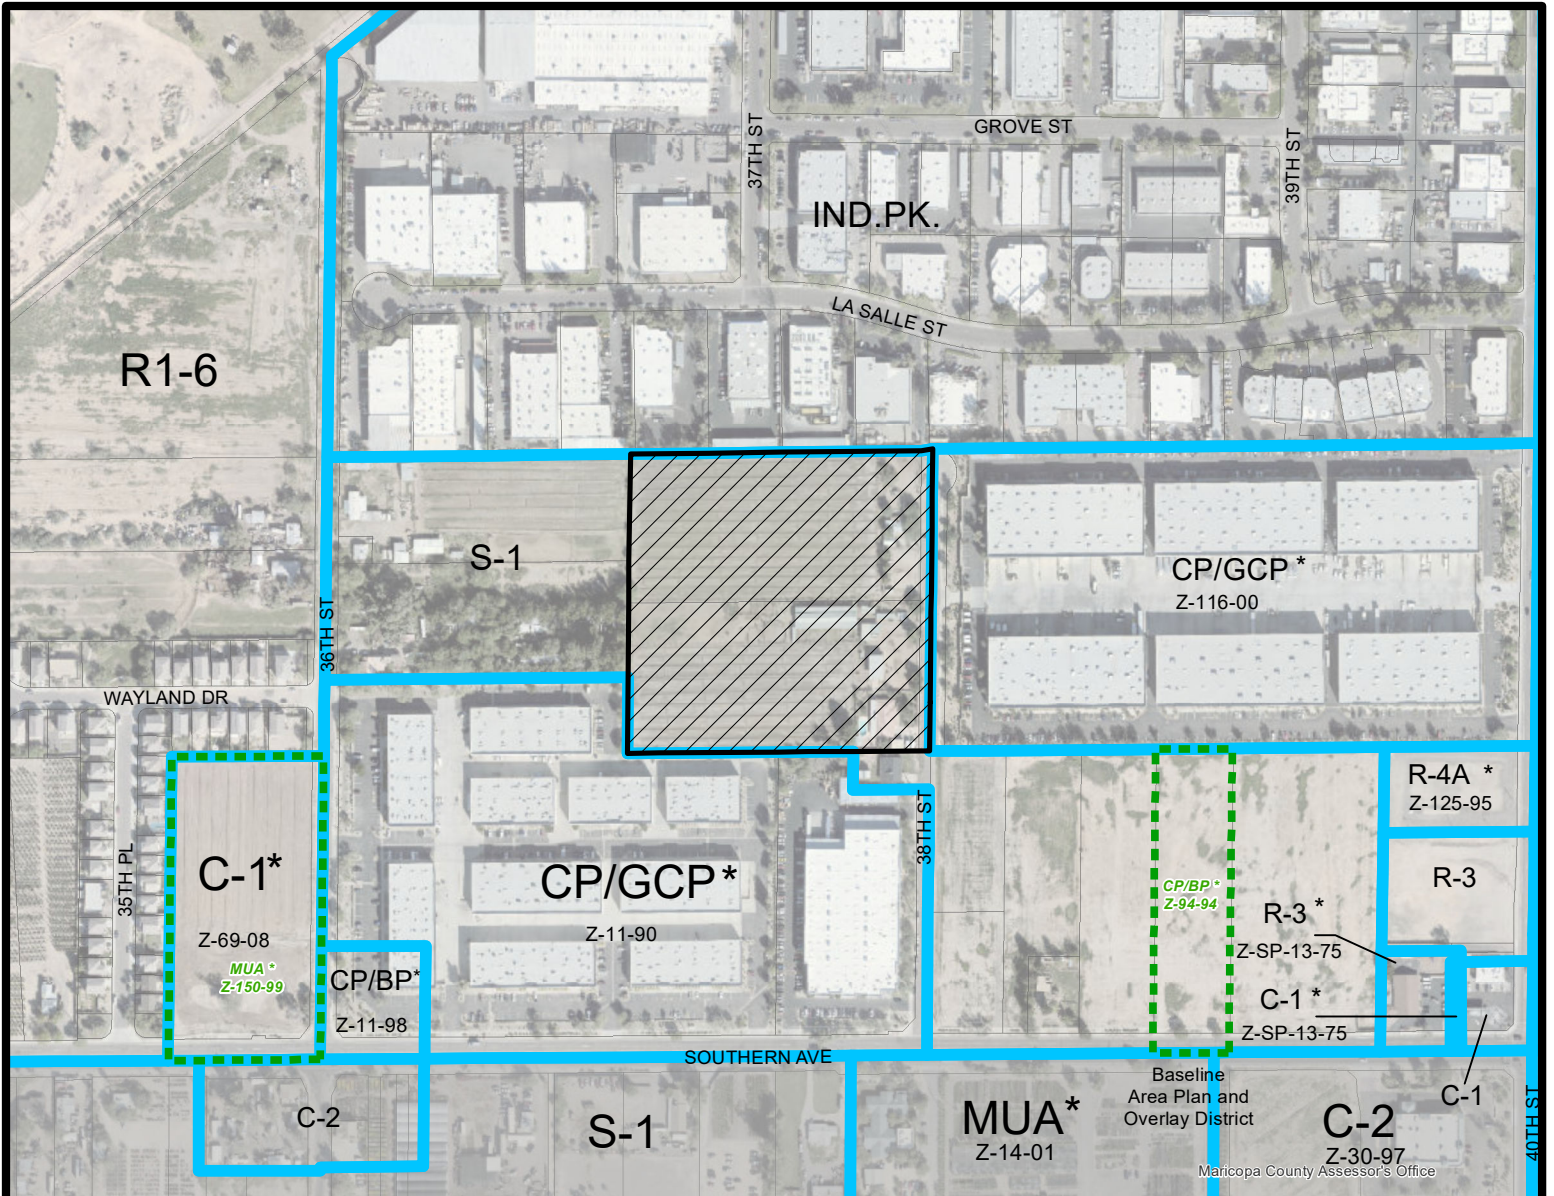 GROVE ST
37TH ST
39TH ST
IND.PK.
LA SALLE ST
R1-6
S-1
CP/GCP *
Z-116-00
36TH ST
WAYLAND DR
35TH PL
C-1*
Z-69-08
MUA *
Z-150-99
CP/BP*
Z-11-98
CP/GCP*
Z-11-90
38TH ST
CP/BP *
Z-94-94
R-4A *
Z-125-95
R-3
R-3 *
Z-SP-13-75
C-1 *
Z-SP-13-75
SOUTHERN AVE
C-2
S-1
MUA*
Z-14-01
Baseline
Area Plan and
Overlay District
C-2
Z-30-97
C-1
40TH ST
Maricopa County Assessor's Office